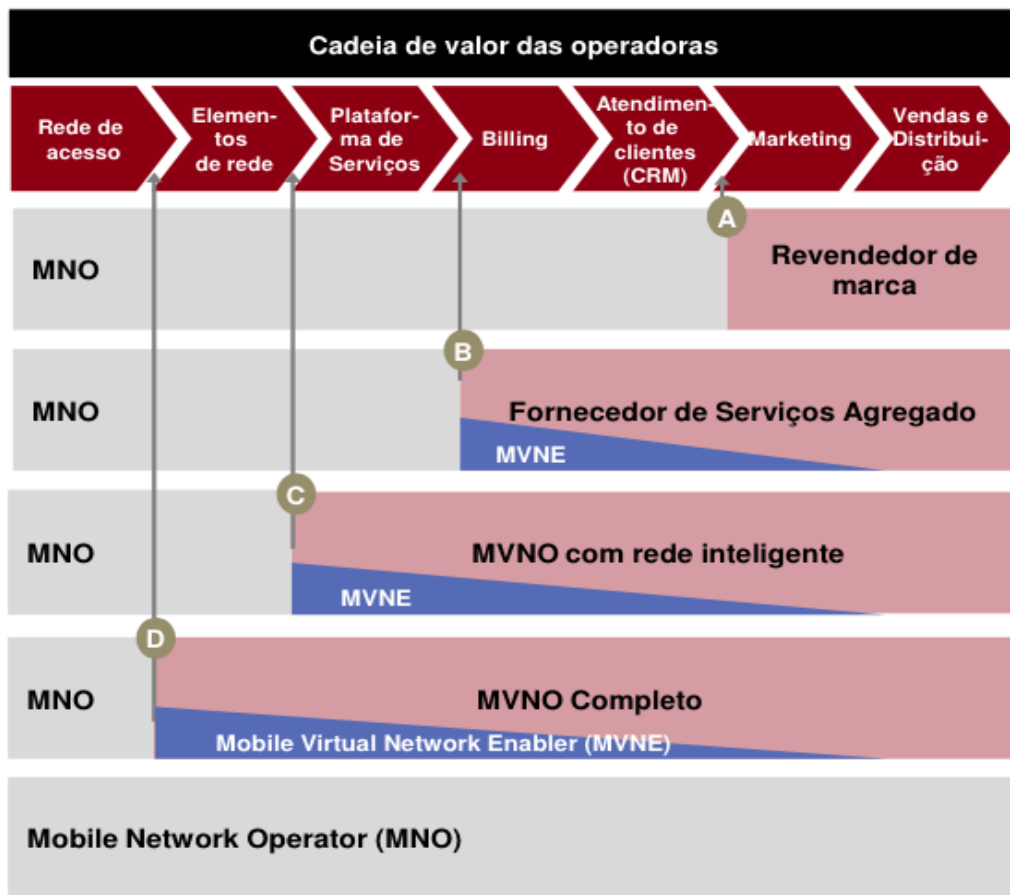 Cadeia de valor das operadoras
Rede de
acesso
Elemen-
tos
de rede
Platafor-
ma de
Serviços
Billing
Atendimen-
to de
clientes
(CRM)
Marketing
Vendas e
Distribui-
ção
A
MNO
Revendedor de
marca
B
MNO
Fornecedor de Serviços Agregado
MVNE
C
MNO
MVNO com rede inteligente
MVNE
D
MNO
MVNO Completo
Mobile Virtual Network Enabler (MVNE)
Mobile Network Operator (MNO)